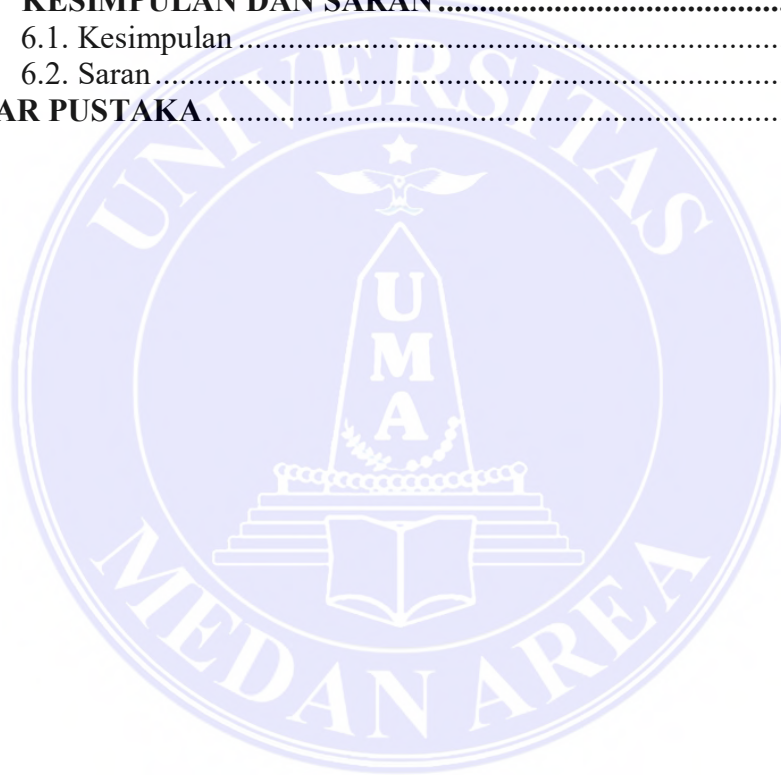 KESIMPULAN DAN SARAN ........................................................
6.1. Kesimpulan ........................................................................
6.2. Saran ..................................................................................
AR PUSTAKA ............................................................................
UNIVERSITAS
U
M
A
MEDAN AREA